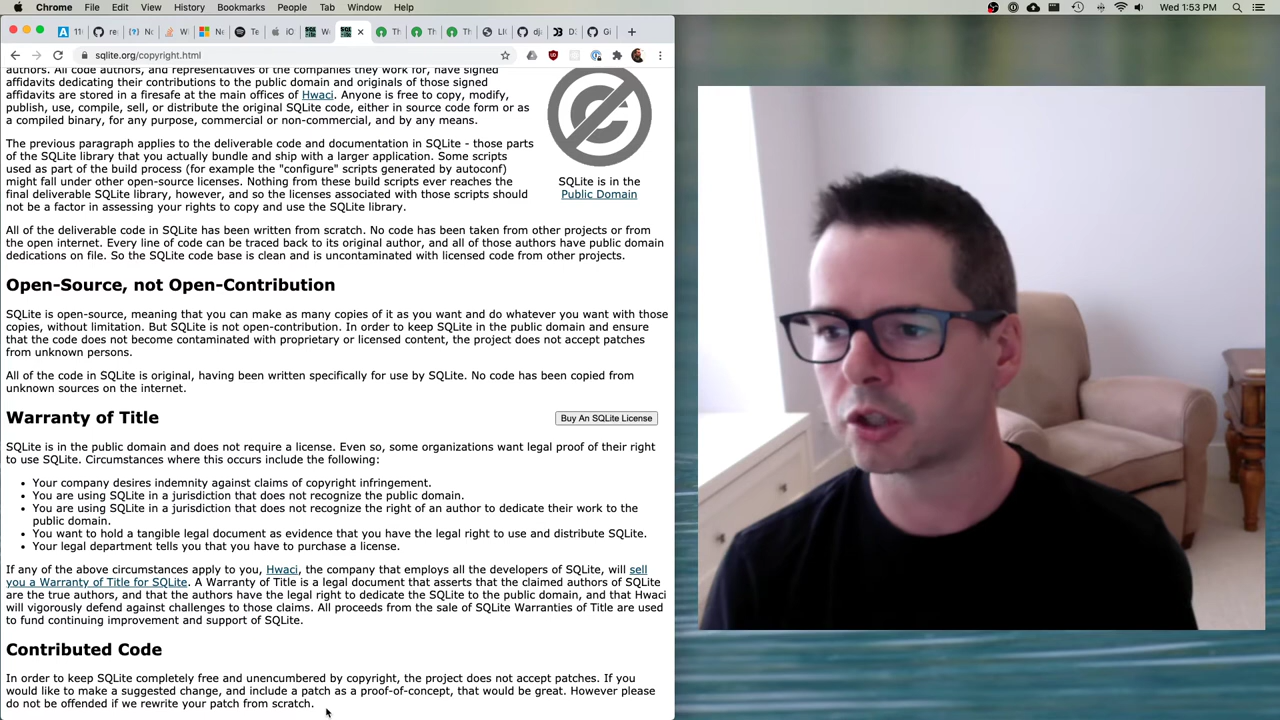 Chrome File Edit View History Bookmarks People Tab Window Help Wed 1:53 PM
sqlite.org/copyright.html
authors. All code authors, and representatives of the companies they work for, have signed
affidavits dedicating their contributions to the public domain and originals of those signed
affidavits are stored in a firesafe at the main offices of Hwaci. Anyone is free to copy, modify,
publish, use, compile, sell, or distribute the original SQLite code, either in source code form or as
a compiled binary, for any purpose, commercial or non-commercial, and by any means.
The previous paragraph applies to the deliverable code and documentation in SQLite - those parts
of the SQLite library that you actually bundle and ship with a larger application. Some scripts
used as part of the build process (for example the "configure" scripts generated by autoconf)
might fall under other open-source licenses. Nothing from these build scripts ever reaches the
final deliverable SQLite library, however, and so the licenses associated with those scripts should
not be a factor in assessing your rights to copy and use the SQLite library.
SQLite is in the
Public Domain
All of the deliverable code in SQLite has been written from scratch. No code has been taken from other projects or from
the open internet. Every line of code can be traced back to its original author, and all of those authors have public domain
dedications on file. So the SQLite code base is clean and is uncontaminated with licensed code from other projects.
Open-Source, not Open-Contribution
SQLite is open-source, meaning that you can make as many copies of it as you want and do whatever you want with those
copies, without limitation. But SQLite is not open-contribution. In order to keep SQLite in the public domain and ensure
that the code does not become contaminated with proprietary or licensed content, the project does not accept patches
from unknown persons.
All of the code in SQLite is original, having been written specifically for use by SQLite. No code has been copied from
unknown sources on the internet.
Warranty of Title
Buy An SQLite License
SQLite is in the public domain and does not require a license. Even so, some organizations want legal proof of their right
to use SQLite. Circumstances where this occurs include the following:
• Your company desires indemnity against claims of copyright infringement.
• You are using SQLite in a jurisdiction that does not recognize the public domain.
• You are using SQLite in a jurisdiction that does not recognize the right of an author to dedicate their work to the
public domain.
• You want to hold a tangible legal document as evidence that you have the legal right to use and distribute SQLite.
• Your legal department tells you that you have to purchase a license.
If any of the above circumstances apply to you, Hwaci, the company that employs all the developers of SQLite, will sell
you a Warranty of Title for SQLite. A Warranty of Title is a legal document that asserts that the claimed authors of SQLite
are the true authors, and that the authors have the legal right to dedicate the SQLite to the public domain, and that Hwaci
will vigorously defend against challenges to those claims. All proceeds from the sale of SQLite Warranties of Title are used
to fund continuing improvement and support of SQLite.
Contributed Code
In order to keep SQLite completely free and unencumbered by copyright, the project does not accept patches. If you
would like to make a suggested change, and include a patch as a proof-of-concept, that would be great. However please
do not be offended if we rewrite your patch from scratch.